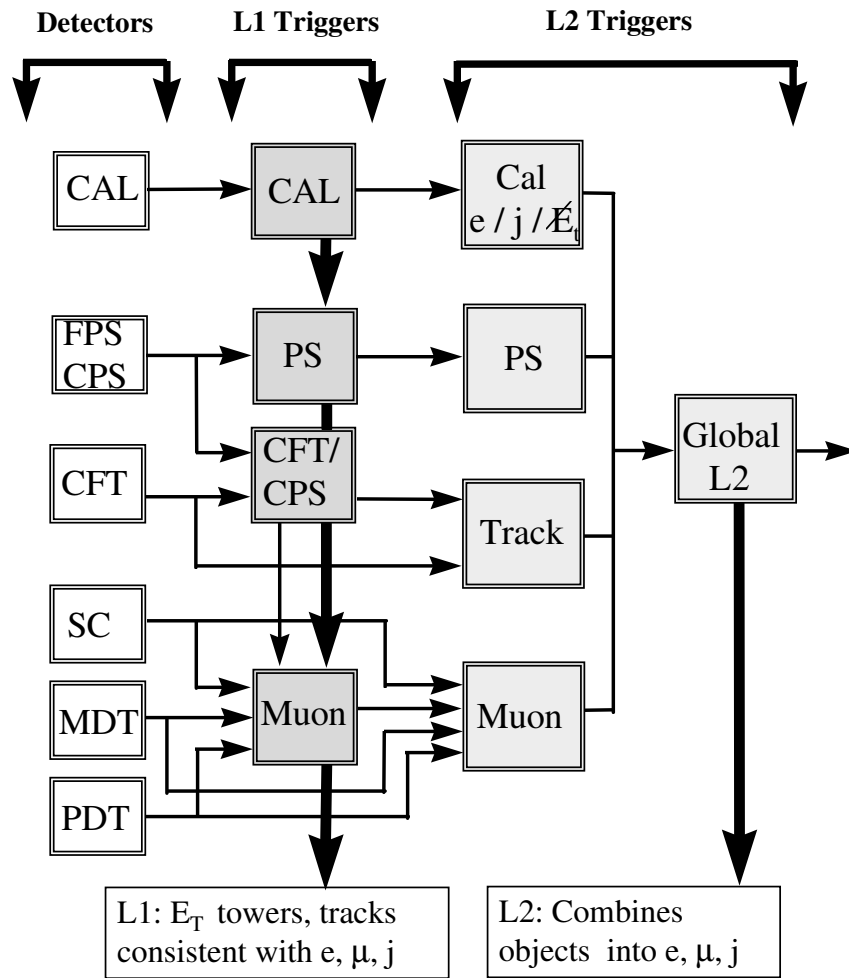 Detectors L1 Triggers L2 Triggers
CAL
CAL
Cal
e / j / E̸t
FPS
CPS
PS
PS
CFT/
CPS
Global
L2
CFT
Track
SC
MDT
Muon
Muon
PDT
L1: ET towers, tracks
consistent with e, μ, j
L2: Combines
objects into e, μ, j